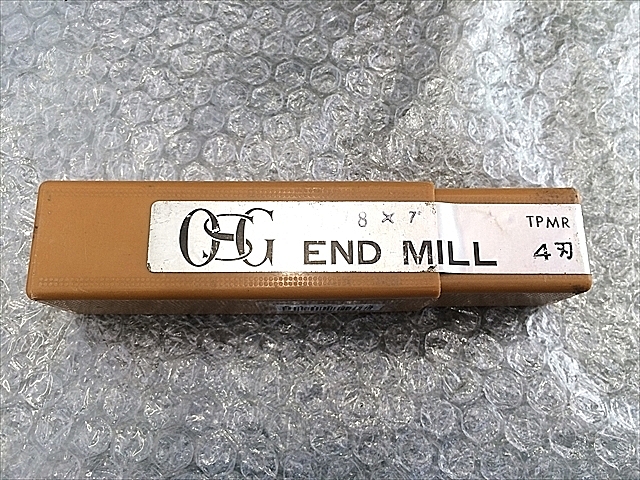 8 × 7°
TPMR
OSG END MILL 4刃